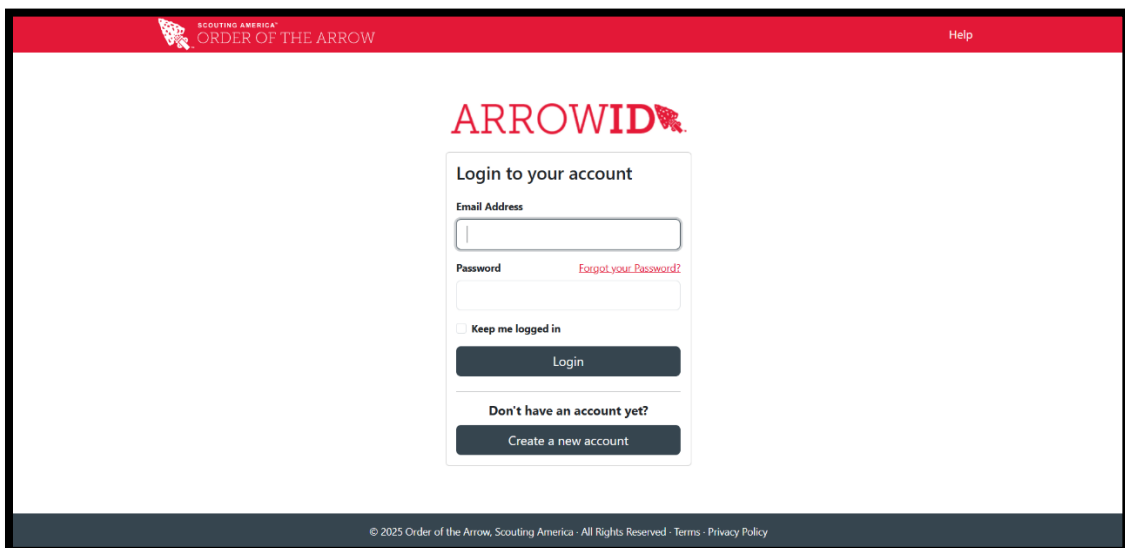 SCOUTING AMERICA
ORDER OF THE ARROW
Help
ARROWID
Login to your account
Email Address
Password
Forgot your Password?
Keep me logged in
Login
Don't have an account yet?
Create a new account
© 2025 Order of the Arrow, Scouting America · All Rights Reserved · Terms · Privacy Policy